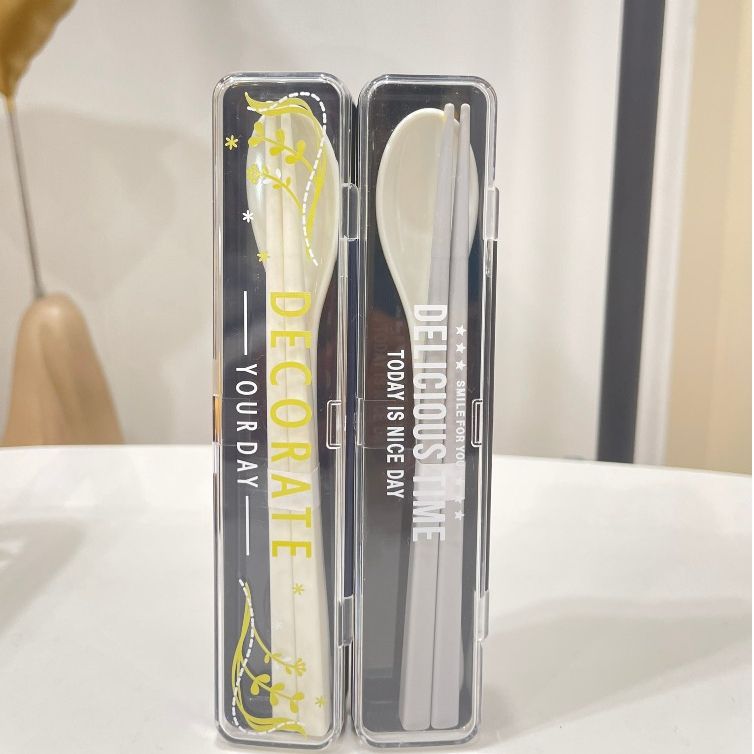 DECORATE
YOUR DAY
★★★ SMILE FOR YOU ★★★
DELICIOUS TIME
TODAY IS NICE DAY